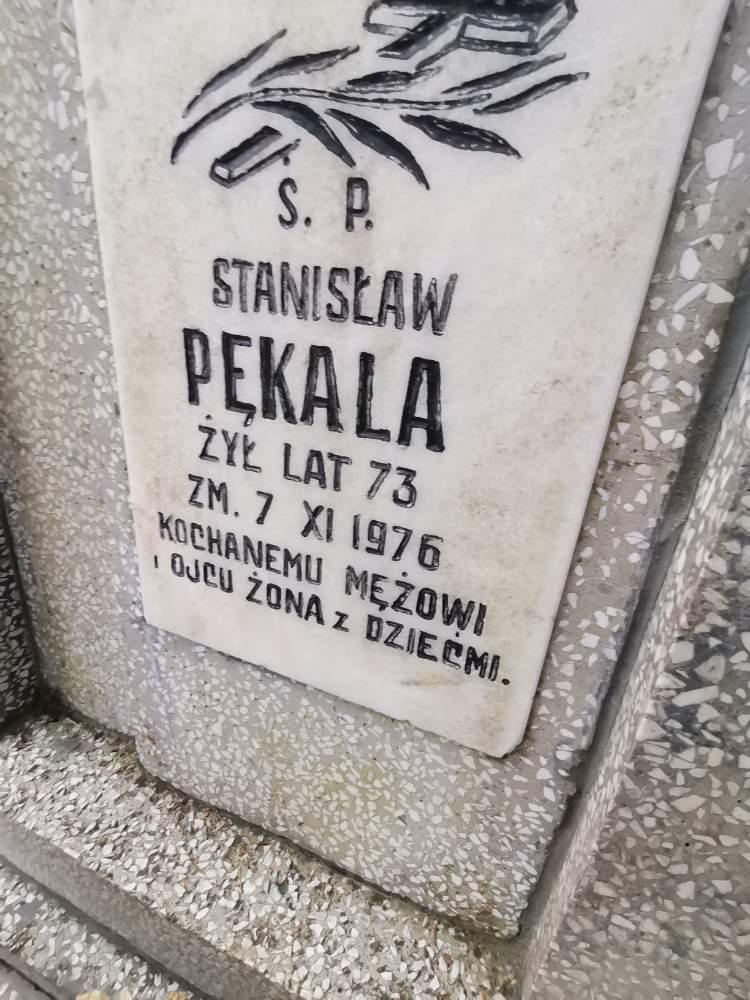 Ś. P.
STANISŁAW
PĘKALA
ŻYŁ LAT 73
ZM. 7 XI 1976
KOCHANEMU MĘŻOWI
I OJCU ŻONA z DZIEĆMI.